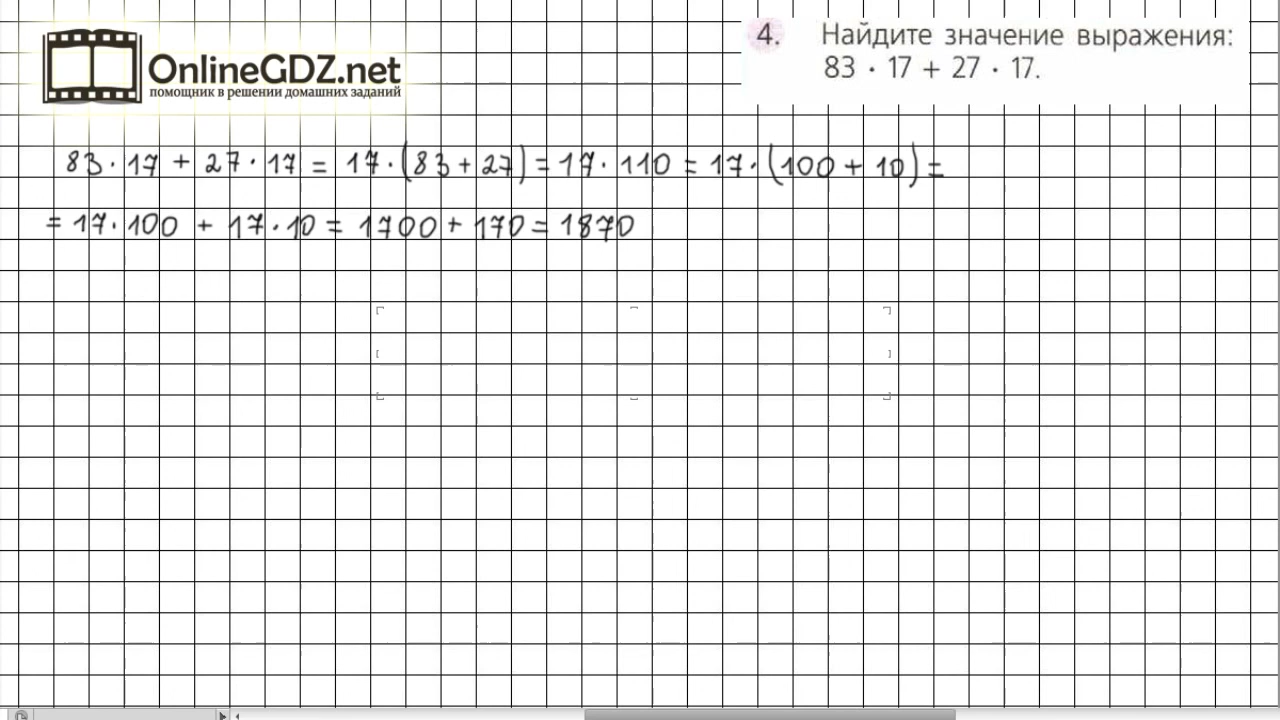 OnlineGDZ.net
помощник в решении домашних заданий
4. Найдите значение выражения:
83 · 17 + 27 · 17.
83 · 17 + 27 · 17 = 17 · (83 + 27) = 17 · 110 = 17 · (100 + 10) =
= 17 · 100 + 17 · 10 = 1700 + 170 = 1870